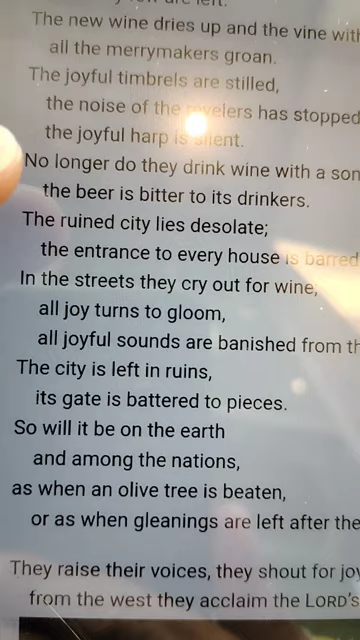 are left.
The new wine dries up and the vine
all the merrymakers groan.
The joyful timbrels are stilled,
the noise of the revelers has stopped
the joyful harp is silent.
No longer do they drink wine with a
the beer is bitter to its drinkers.
The ruined city lies desolate;
the entrance to every house is barred
In the streets they cry out for wine;
all joy turns to gloom,
all joyful sounds are banished from
The city is left in ruins,
its gate is battered to pieces.
So will it be on the earth
and among the nations,
as when an olive tree is beaten,
or as when gleanings are left after the
They raise their voices, they shout for
from the west they acclaim the LORD'S